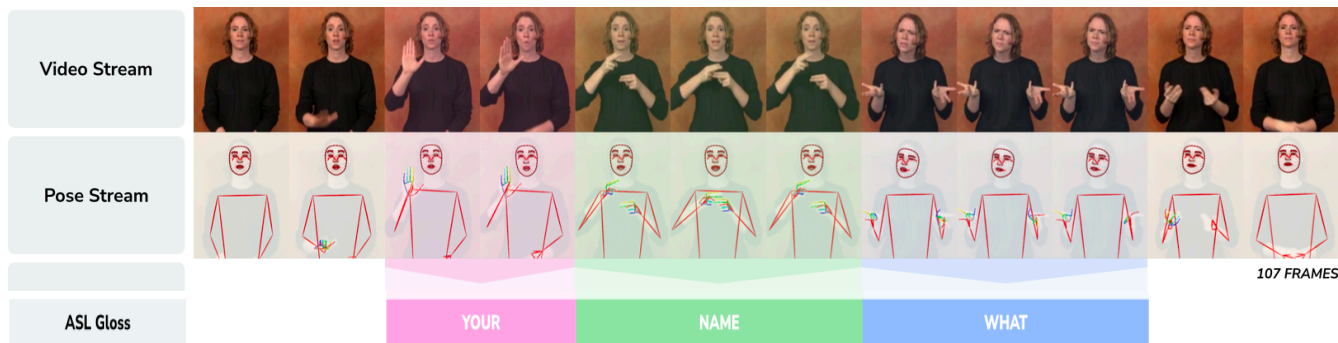 Video Stream
Pose Stream
107 FRAMES
ASL Gloss
YOUR
NAME
WHAT